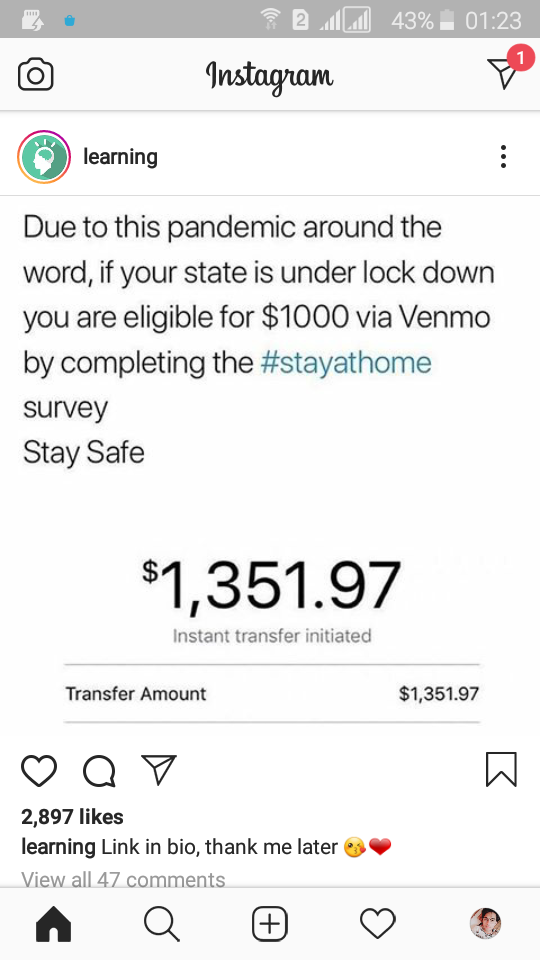 2 43% 01:23
Instagram
1
learning
Due to this pandemic around the
word, if your state is under lock down
you are eligible for $1000 via Venmo
by completing the #stayathome
survey
Stay Safe
$1,351.97
Instant transfer initiated
Transfer Amount $1,351.97
2,897 likes
learning Link in bio, thank me later 😘❤️
View all 47 comments